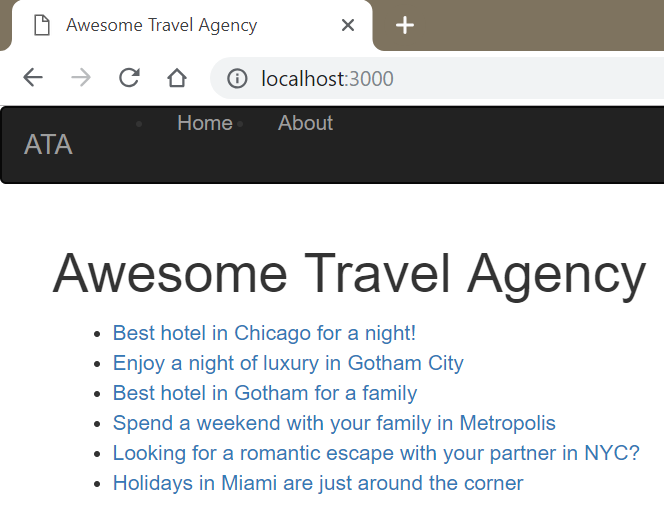 Awesome Travel Agency
localhost:3000
ATA Home About
Awesome Travel Agency
Best hotel in Chicago for a night!
Enjoy a night of luxury in Gotham City
Best hotel in Gotham for a family
Spend a weekend with your family in Metropolis
Looking for a romantic escape with your partner in NYC?
Holidays in Miami are just around the corner